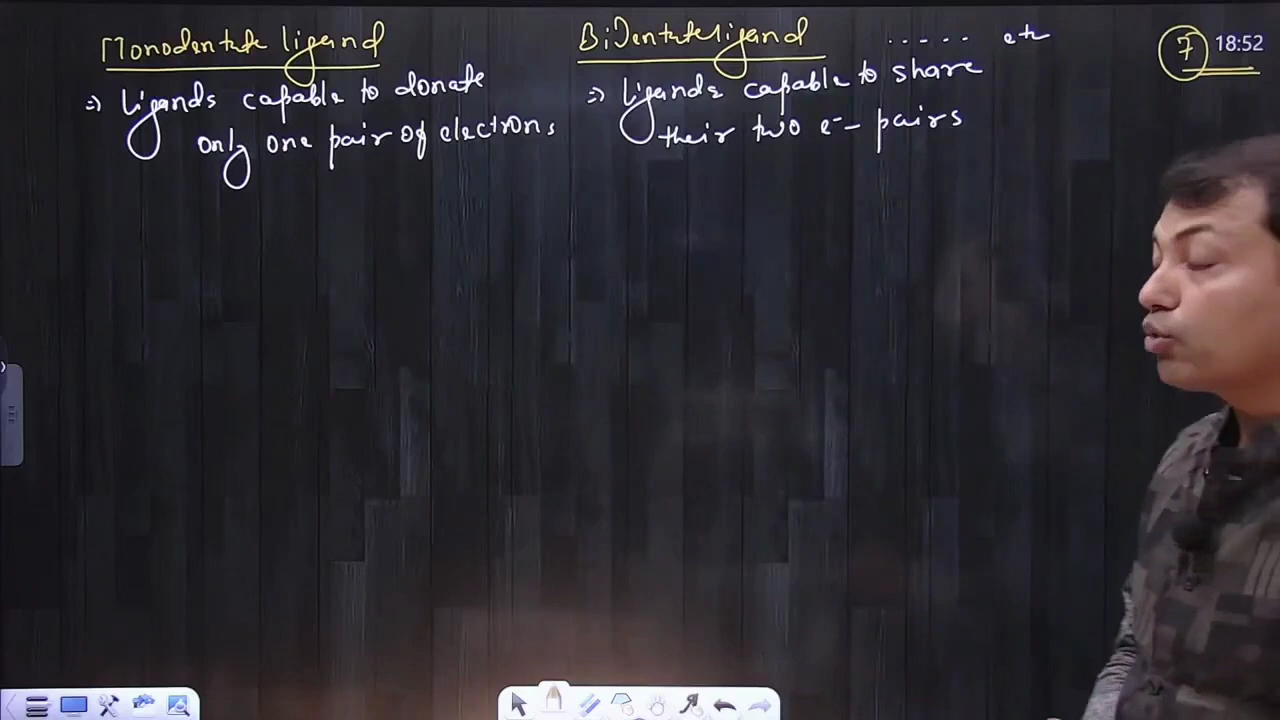 Monodentate ligand
⇒ Ligands capable to donate
only one pair of electrons
BiDentate ligand ..... etc
⇒ Ligands capable to share
their two e- pairs
7 18:52